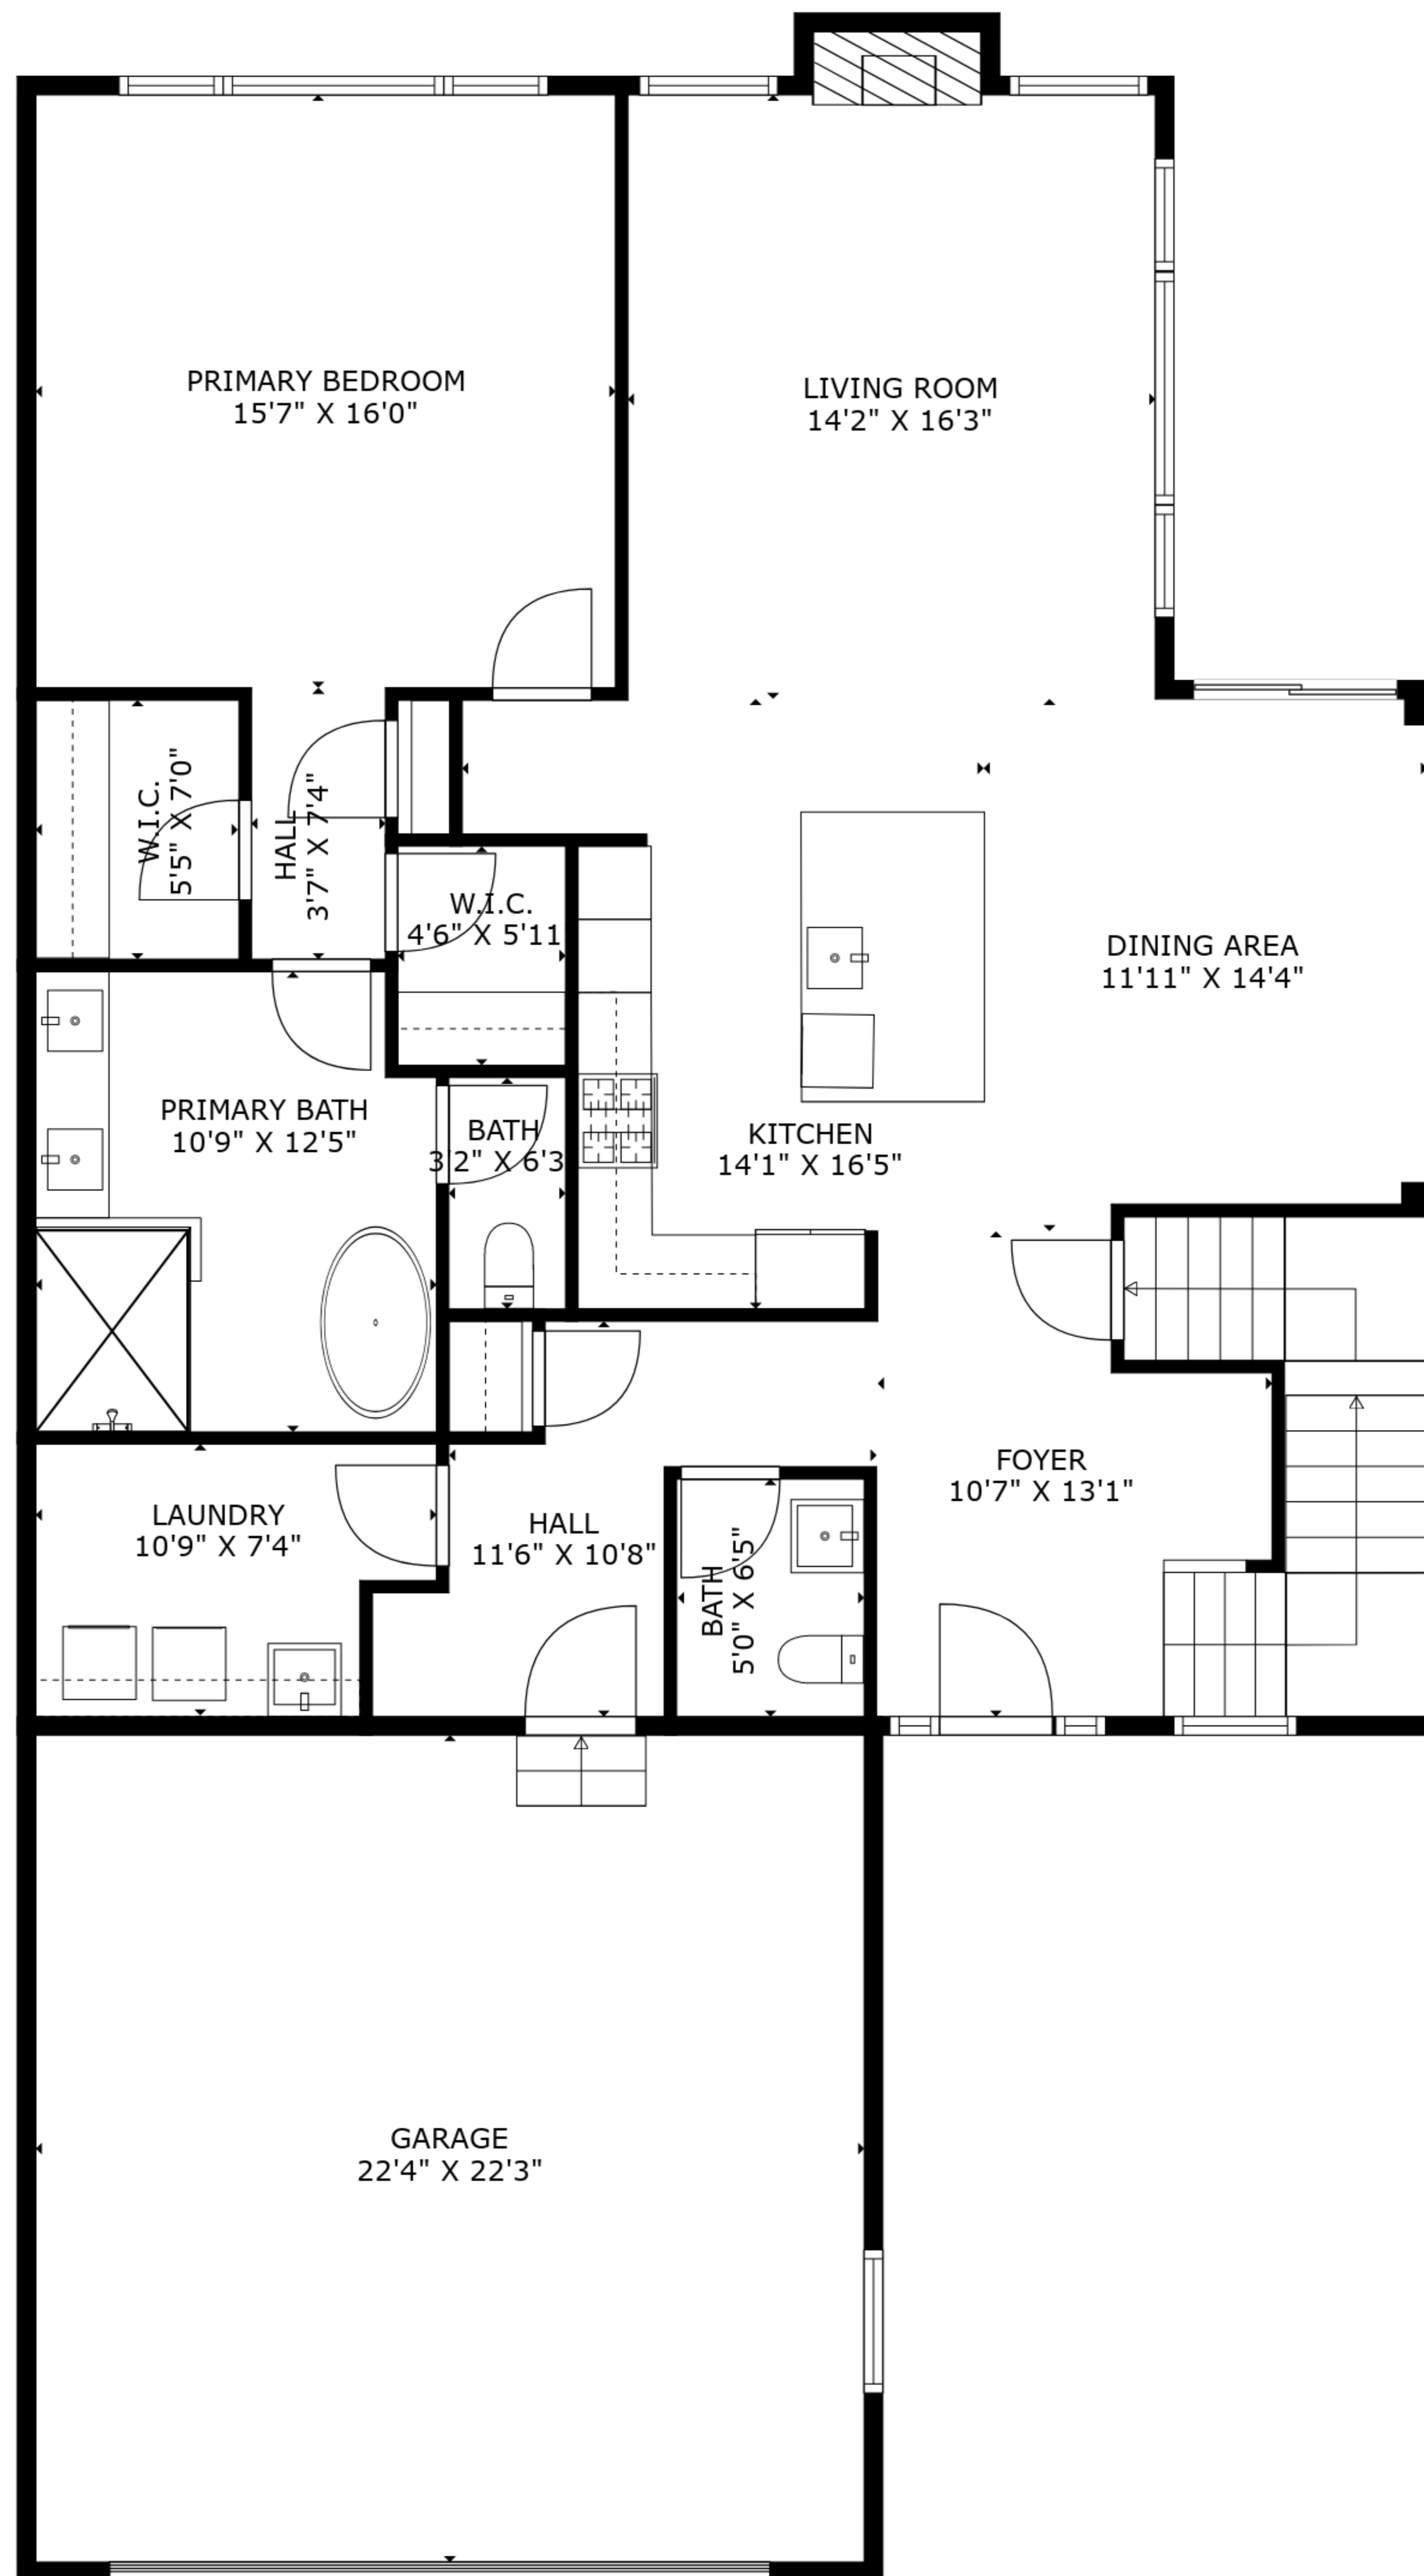 PRIMARY BEDROOM
15'7" X 16'0"
LIVING ROOM
14'2" X 16'3"
W.I.C.
5'5" X 7'0"
HALL
3'7" X 7'4"
W.I.C.
4'6" X 5'11
DINING AREA
11'11" X 14'4"
PRIMARY BATH
10'9" X 12'5"
BATH
3'2" X 6'3
KITCHEN
14'1" X 16'5"
FOYER
10'7" X 13'1"
LAUNDRY
10'9" X 7'4"
HALL
11'6" X 10'8"
BATH
5'0" X 6'5"
GARAGE
22'4" X 22'3"